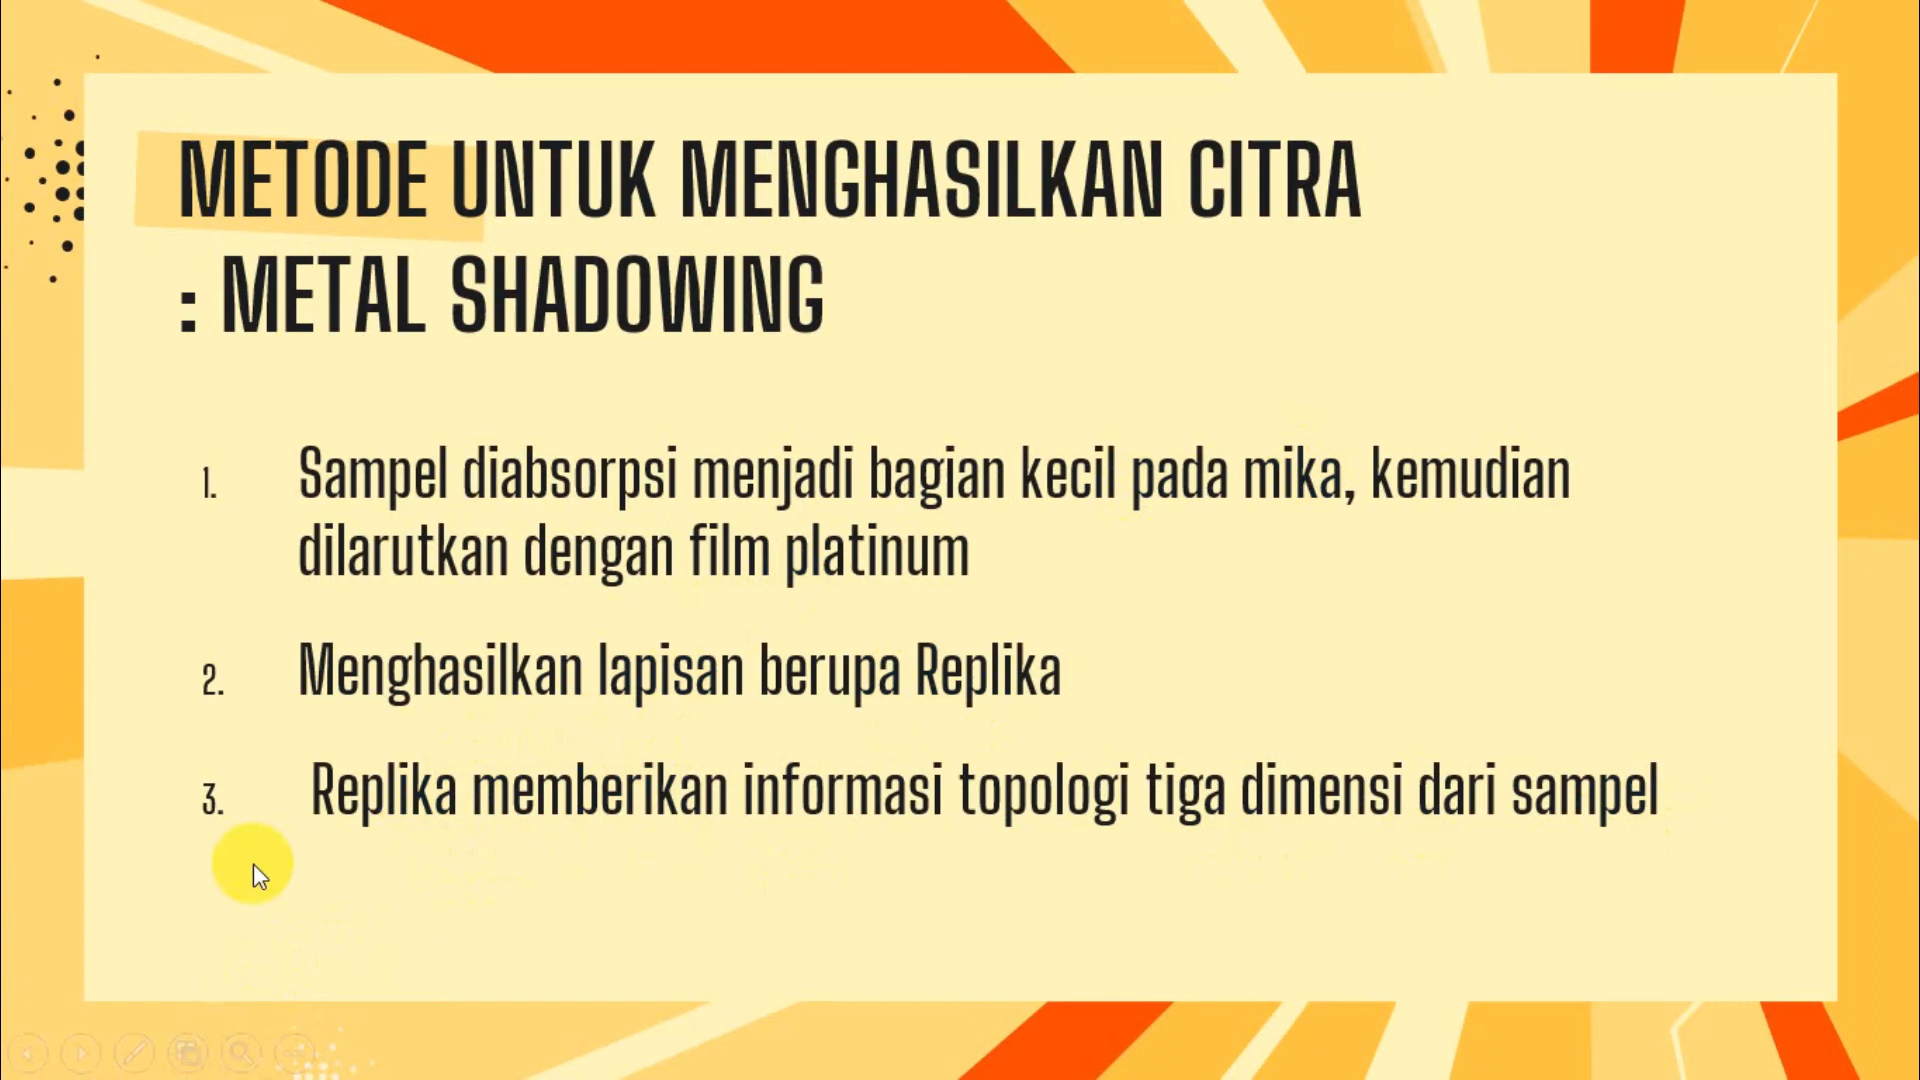 METODE UNTUK MENGHASILKAN CITRA
: METAL SHADOWING
1. Sampel diabsorpsi menjadi bagian kecil pada mika, kemudian
dilarutkan dengan film platinum
2. Menghasilkan lapisan berupa Replika
3. Replika memberikan informasi topologi tiga dimensi dari sampel